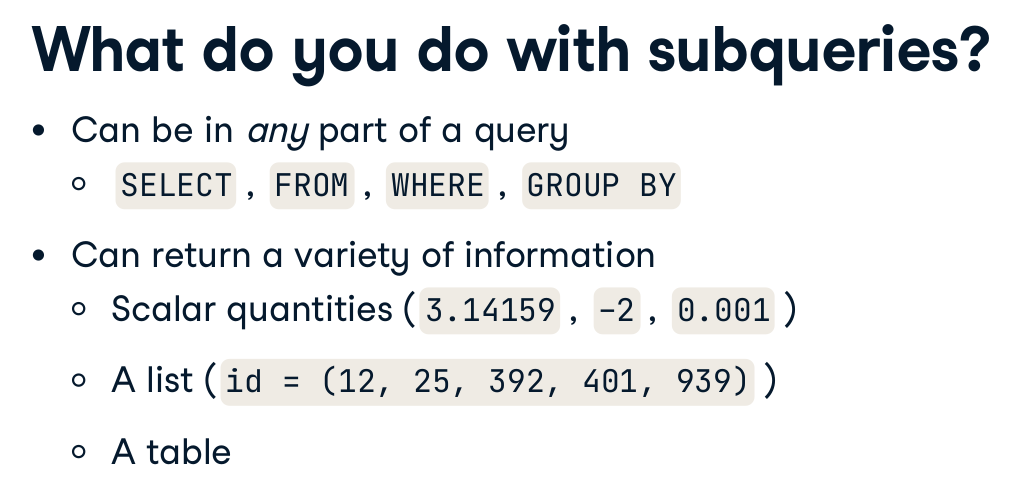 What do you do with subqueries?
• Can be in any part of a query
◦ SELECT , FROM , WHERE , GROUP BY
• Can return a variety of information
◦ Scalar quantities ( 3.14159 , -2 , 0.001 )
◦ A list ( id = (12, 25, 392, 401, 939) )
◦ A table